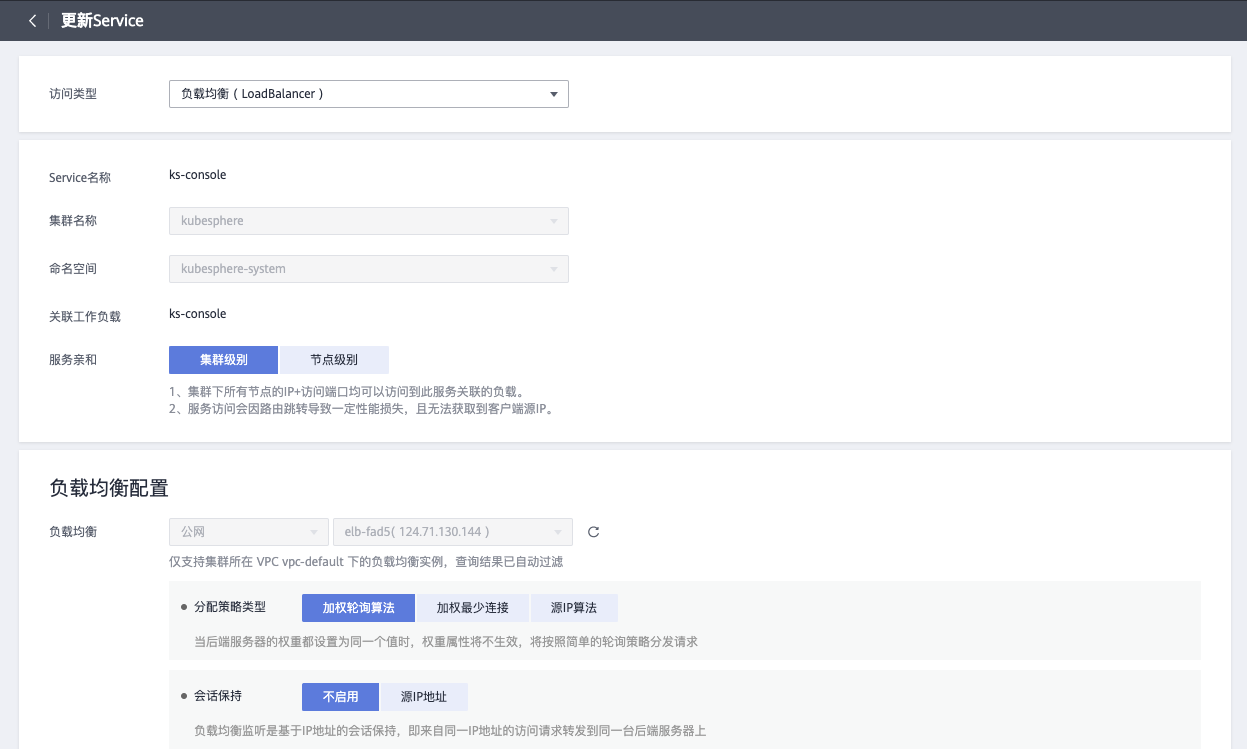 更新Service
访问类型
负载均衡 ( LoadBalancer )
Service名称
ks-console
集群名称
kubesphere
命名空间
kubesphere-system
关联工作负载
ks-console
服务亲和
集群级别 节点级别
1、集群下所有节点的IP+访问端口均可以访问到此服务关联的负载。
2、服务访问会因路由跳转导致一定性能损失，且无法获取到客户端源IP。
负载均衡配置
负载均衡
公网 elb-fad5( 124.71.130.144 )
仅支持集群所在 VPC vpc-default 下的负载均衡实例，查询结果已自动过滤
● 分配策略类型 加权轮询算法 加权最少连接 源IP算法
当后端服务器的权重都设置为同一个值时，权重属性将不生效，将按照简单的轮询策略分发请求
● 会话保持 不启用 源IP地址
负载均衡监听是基于IP地址的会话保持，即来自同一IP地址的访问请求转发到同一台后端服务器上